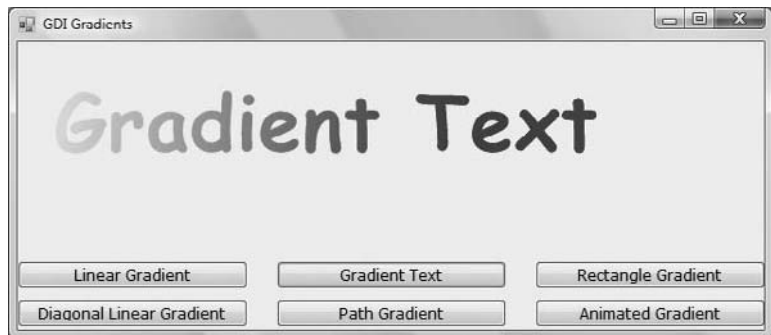 GDI Gradients
Gradient Text
Linear Gradient Gradient Text Rectangle Gradient
Diagonal Linear Gradient Path Gradient Animated Gradient